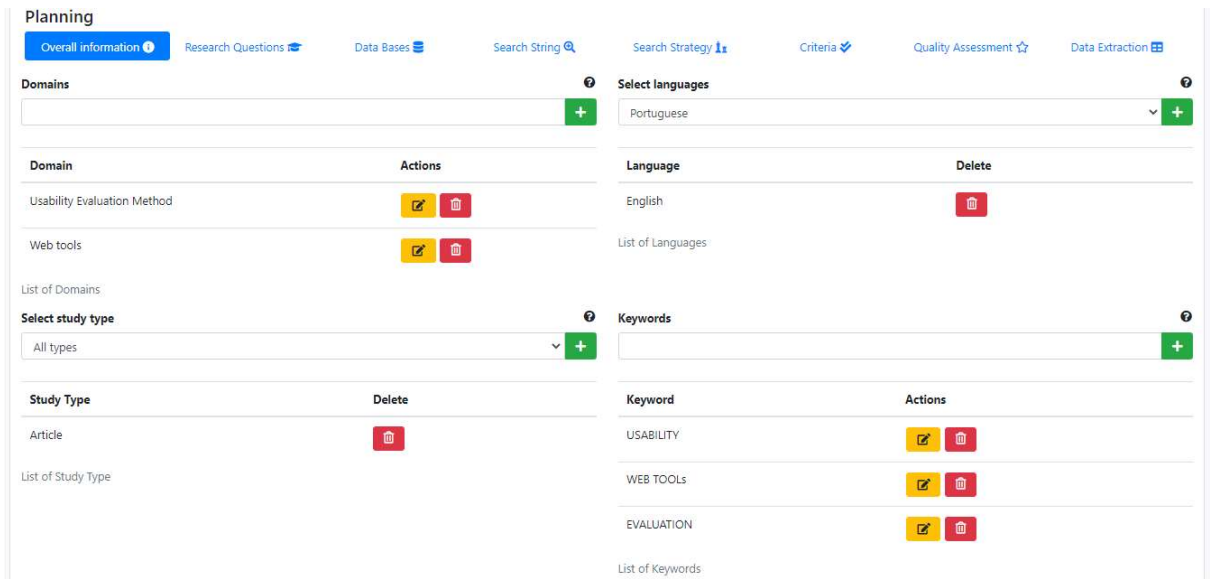 Planning
Overall information
Research Questions
Data Bases
Search String
Search Strategy
Criteria
Quality Assessment
Data Extraction
Domains
Select languages
Portuguese
Domain Actions
Usability Evaluation Method
Web tools
List of Domains
Language Delete
English
List of Languages
Select study type
All types
Study Type Delete
Article
List of Study Type
Keywords
Keyword Actions
USABILITY
WEB TOOLs
EVALUATION
List of Keywords